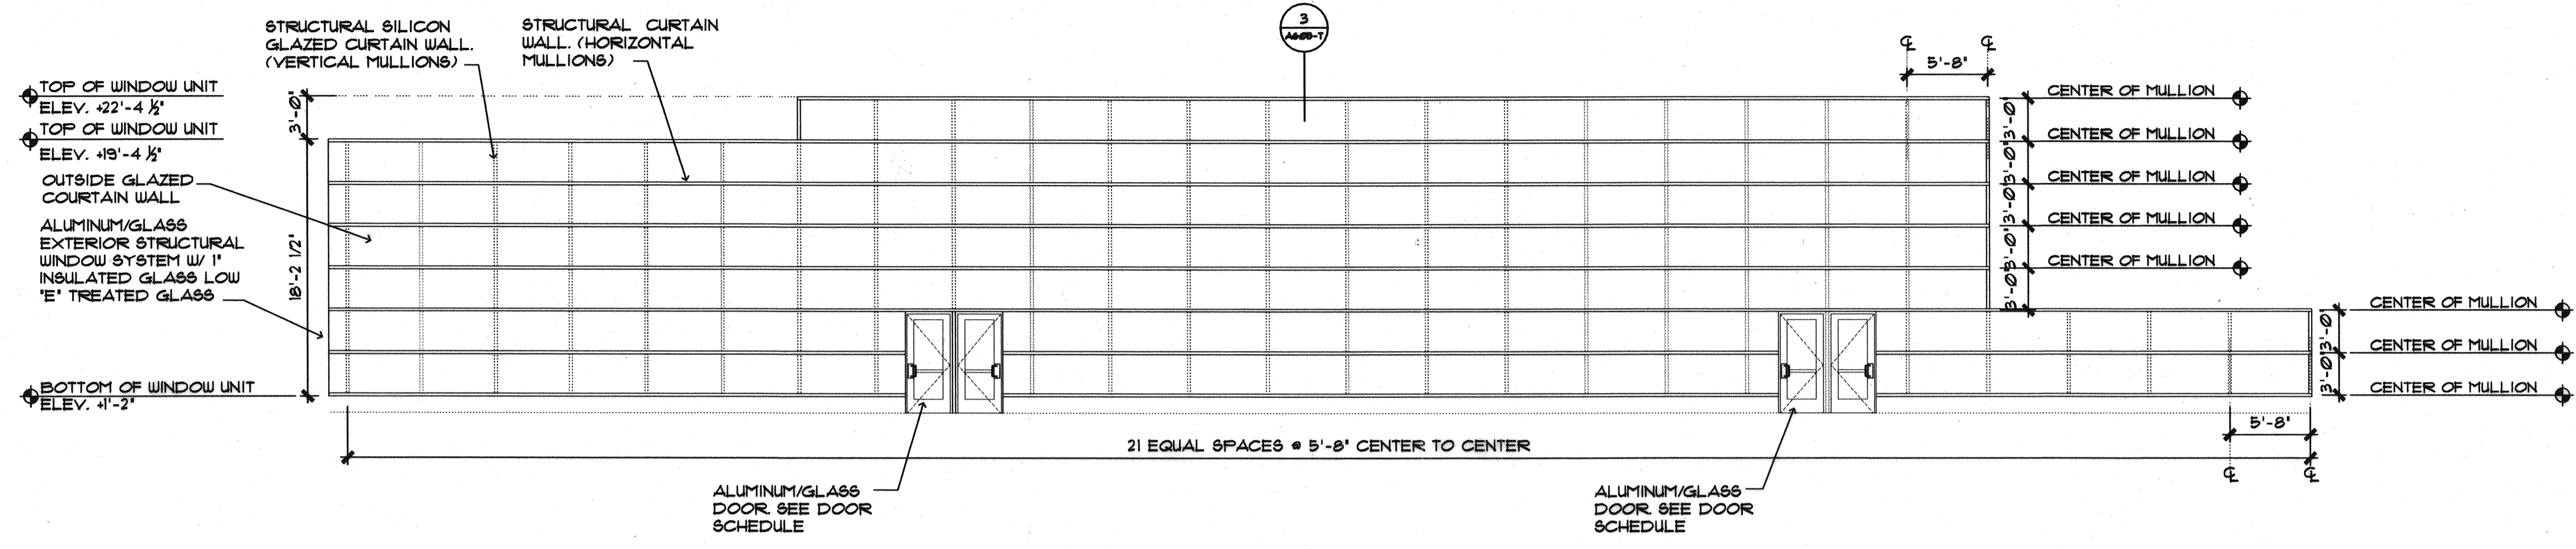 STRUCTURAL SILICON
GLAZED CURTAIN WALL.
(VERTICAL MULLIONS)
STRUCTURAL CURTAIN
WALL. (HORIZONTAL
MULLIONS)
3
℄ ℄
5'-8"
TOP OF WINDOW UNIT
ELEV. +22'-4 ½"
TOP OF WINDOW UNIT
ELEV. +19'-4 ½"
OUTSIDE GLAZED
COURTAIN WALL
ALUMINUM/GLASS
EXTERIOR STRUCTURAL
WINDOW SYSTEM W/ 1"
INSULATED GLASS LOW
"E" TREATED GLASS
BOTTOM OF WINDOW UNIT
ELEV. +1'-2"
3'-0"
18'-2 1/2"
3'-0"
3'-0"
3'-0"
3'-0"
3'-0"
CENTER OF MULLION
CENTER OF MULLION
CENTER OF MULLION
CENTER OF MULLION
CENTER OF MULLION
CENTER OF MULLION
CENTER OF MULLION
CENTER OF MULLION
3'-0"
3'-0"
5'-8"
℄ ℄
21 EQUAL SPACES @ 5'-8" CENTER TO CENTER
ALUMINUM/GLASS
DOOR. SEE DOOR
SCHEDULE
ALUMINUM/GLASS
DOOR. SEE DOOR
SCHEDULE